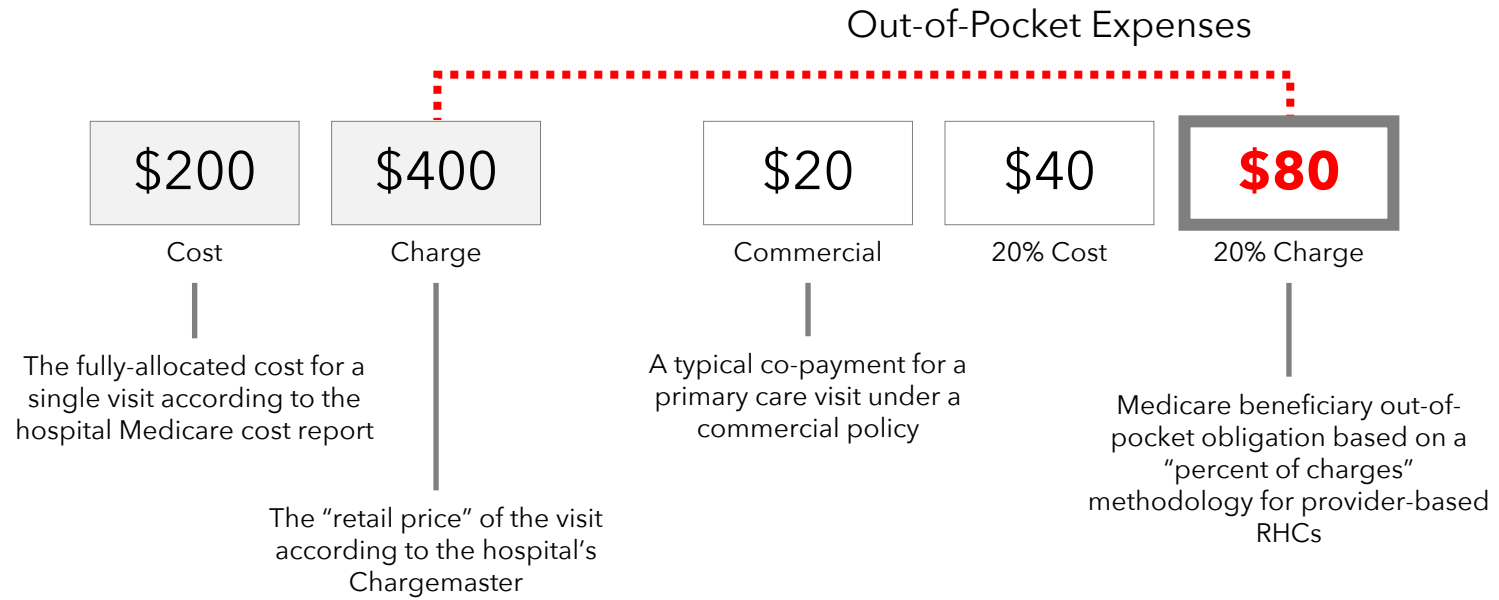 Out-of-Pocket Expenses
$200
$400
$20
$40
$80
Cost
Charge
Commercial
20% Cost
20% Charge
The fully-allocated cost for a
single visit according to the
hospital Medicare cost report
The “retail price” of the visit
according to the hospital’s
Chargemaster
A typical co-payment for a
primary care visit under a
commercial policy
Medicare beneficiary out-of-
pocket obligation based on a
“percent of charges”
methodology for provider-based
RHCs